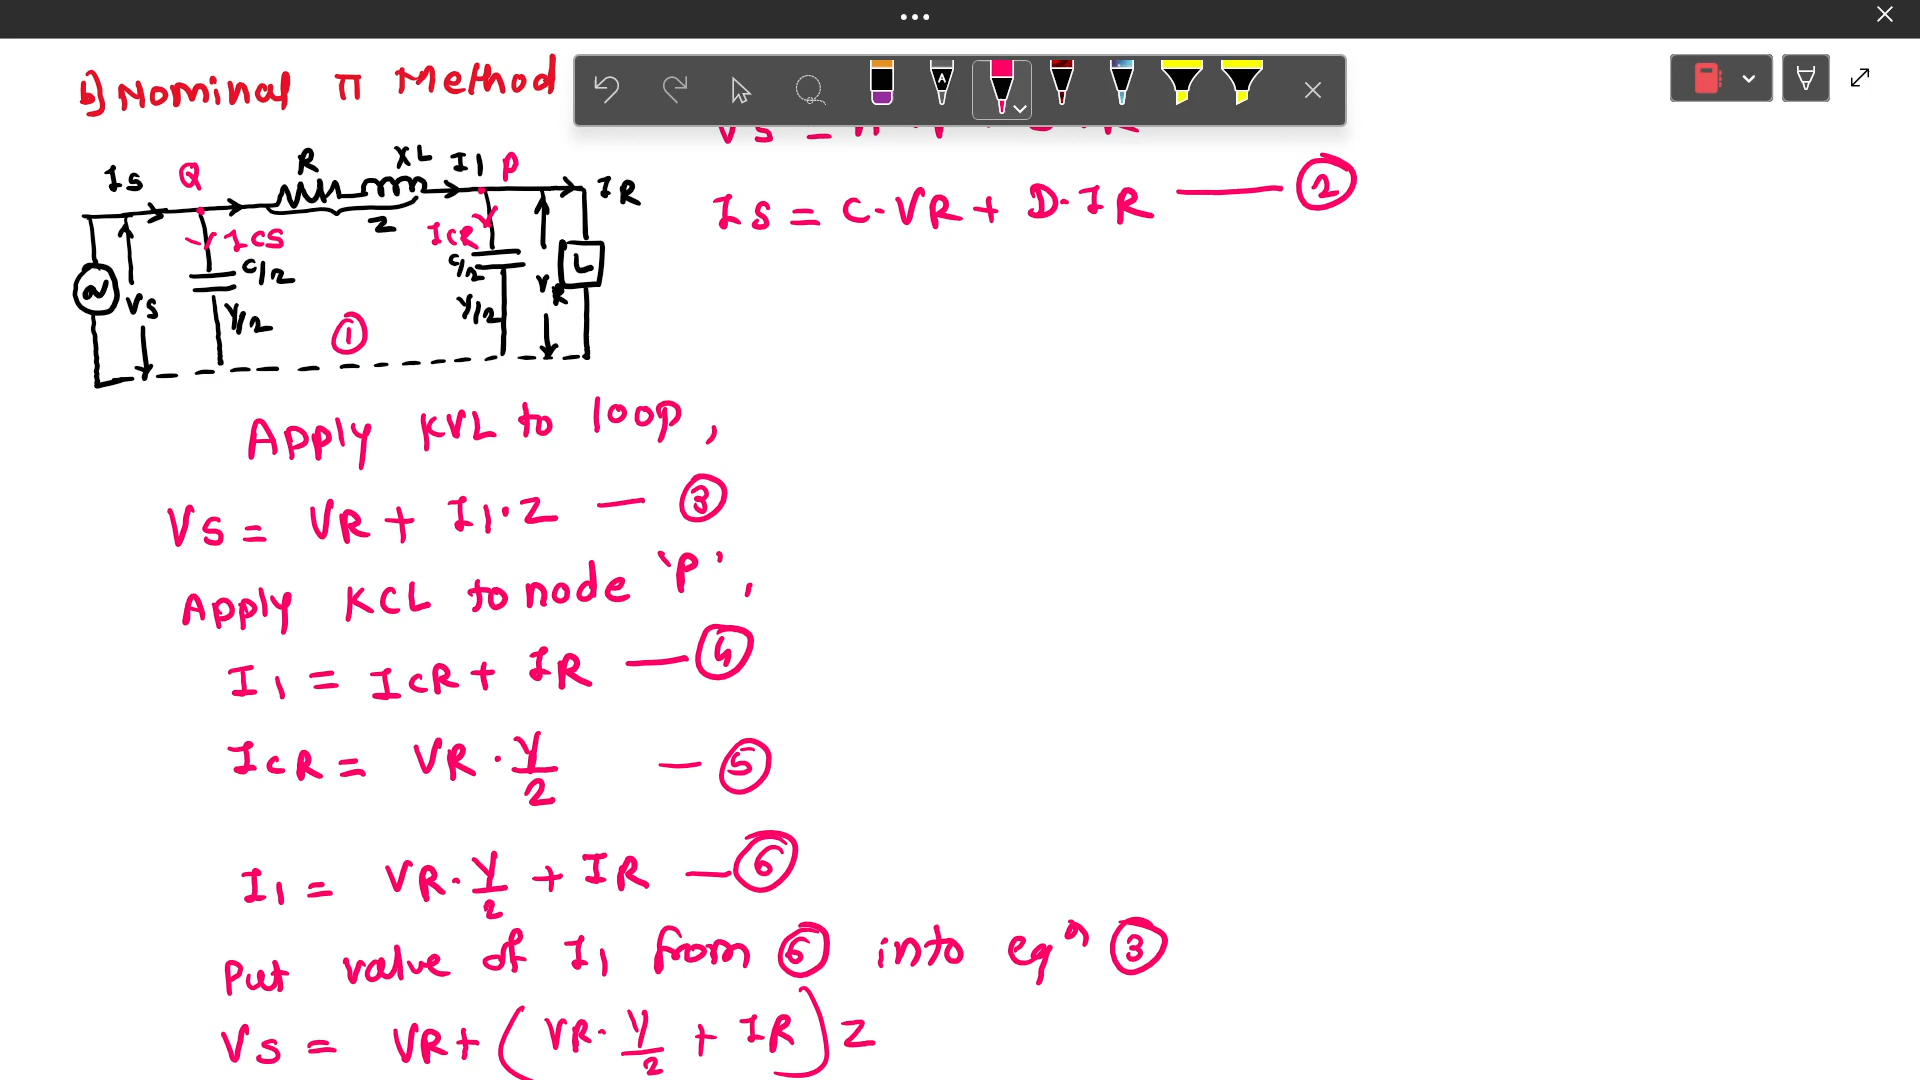 b) Nominal π Method
IS Q R XL I1 P IR
Z
ICS ICR
C/2 C/2 L
VS Y/2 Y/2 VR
1
IS = C·VR + D·IR — 2
Apply KVL to loop,
VS = VR + I1·Z — 3
Apply KCL to node 'P',
I1 = ICR + IR — 4
ICR = VR · Y/2 — 5
I1 = VR · Y/2 + IR — 6
Put value of I1 from 6 into eqn 3
VS = VR + (VR · Y/2 + IR) Z